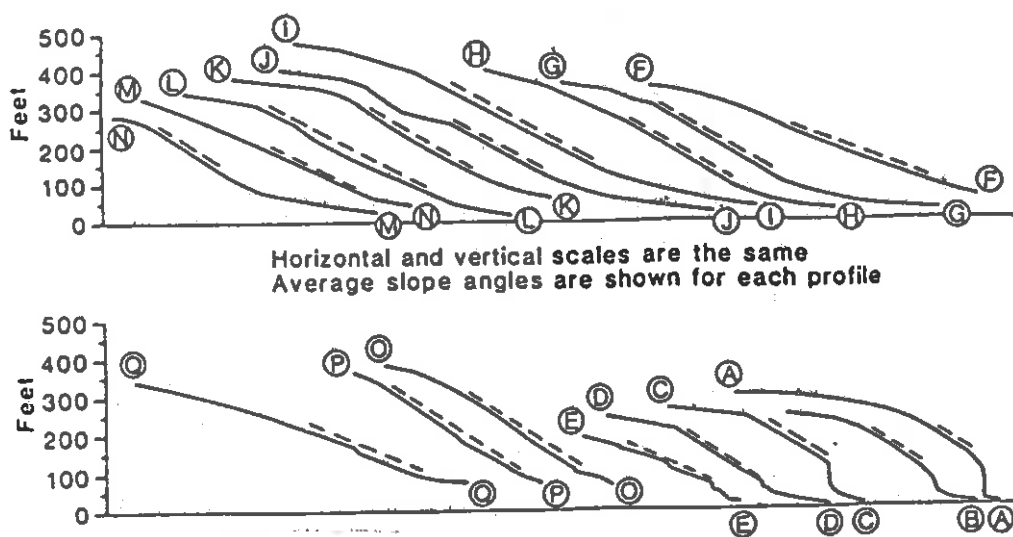 500
400
300
200
100
0
Feet
I
H
G
F
J
K
L
M
N
F
K
M
N
L
J
I
H
G
Horizontal and vertical scales are the same
Average slope angles are shown for each profile
500
400
300
200
100
0
Feet
Q
P
O
E
D
C
A
Q
P
O
E
D
C
B
A